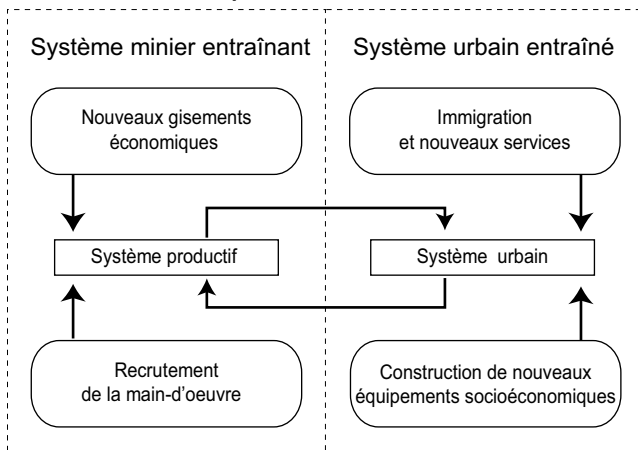 Système minier entraînant
Système urbain entraîné
Nouveaux gisements
économiques
Immigration
et nouveaux services
Système productif
Système urbain
Recrutement
de la main-d'oeuvre
Construction de nouveaux
équipements socioéconomiques